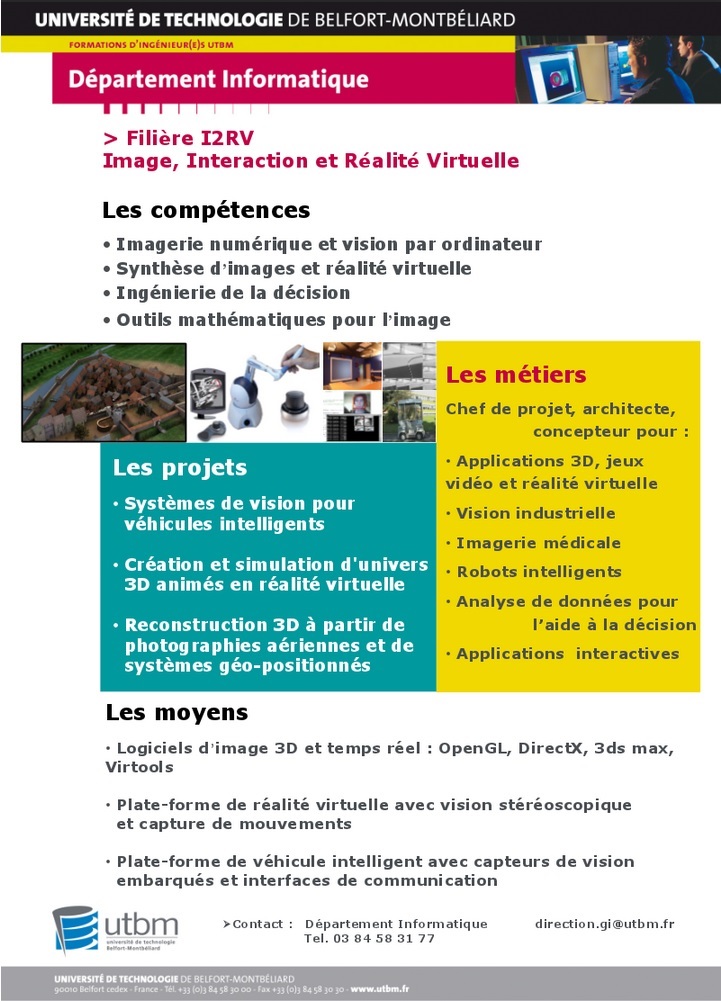 UNIVERSITÉ DE TECHNOLOGIE DE BELFORT-MONTBÉLIARD
FORMATIONS D'INGÉNIEUR(E)S UTBM
Département Informatique
> Filière I2RV
Image, Interaction et Réalité Virtuelle
Les compétences
• Imagerie numérique et vision par ordinateur
• Synthèse d’images et réalité virtuelle
• Ingénierie de la décision
• Outils mathématiques pour l’image
Les métiers
Chef de projet, architecte,
concepteur pour :
· Applications 3D, jeux
vidéo et réalité virtuelle
· Vision industrielle
· Imagerie médicale
· Robots intelligents
· Analyse de données pour
l’aide à la décision
· Applications interactives
Les projets
· Systèmes de vision pour
véhicules intelligents
· Création et simulation d'univers
3D animés en réalité virtuelle
· Reconstruction 3D à partir de
photographies aériennes et de
systèmes géo-positionnés
Les moyens
· Logiciels d’image 3D et temps réel : OpenGL, DirectX, 3ds max,
Virtools
· Plate-forme de réalité virtuelle avec vision stéréoscopique
et capture de mouvements
· Plate-forme de véhicule intelligent avec capteurs de vision
embarqués et interfaces de communication
utbm
université de technologie
Belfort-Montbéliard
➢Contact : Département Informatique direction.gi@utbm.fr
Tel. 03 84 58 31 77
UNIVERSITÉ DE TECHNOLOGIE DE BELFORT-MONTBÉLIARD
90010 Belfort cedex - France - Tél. +33 (0)3 84 58 30 00 - Fax +33 (0)3 84 58 30 30 - www.utbm.fr